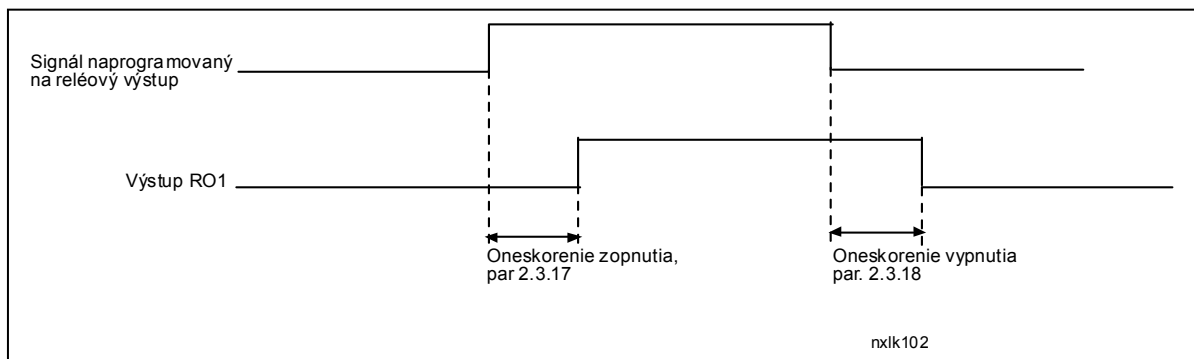 Signál naprogramovaný
na reléový výstup
Výstup RO1
Oneskorenie zopnutia,
par 2.3.17
Oneskorenie vypnutia
par. 2.3.18
nxlk102